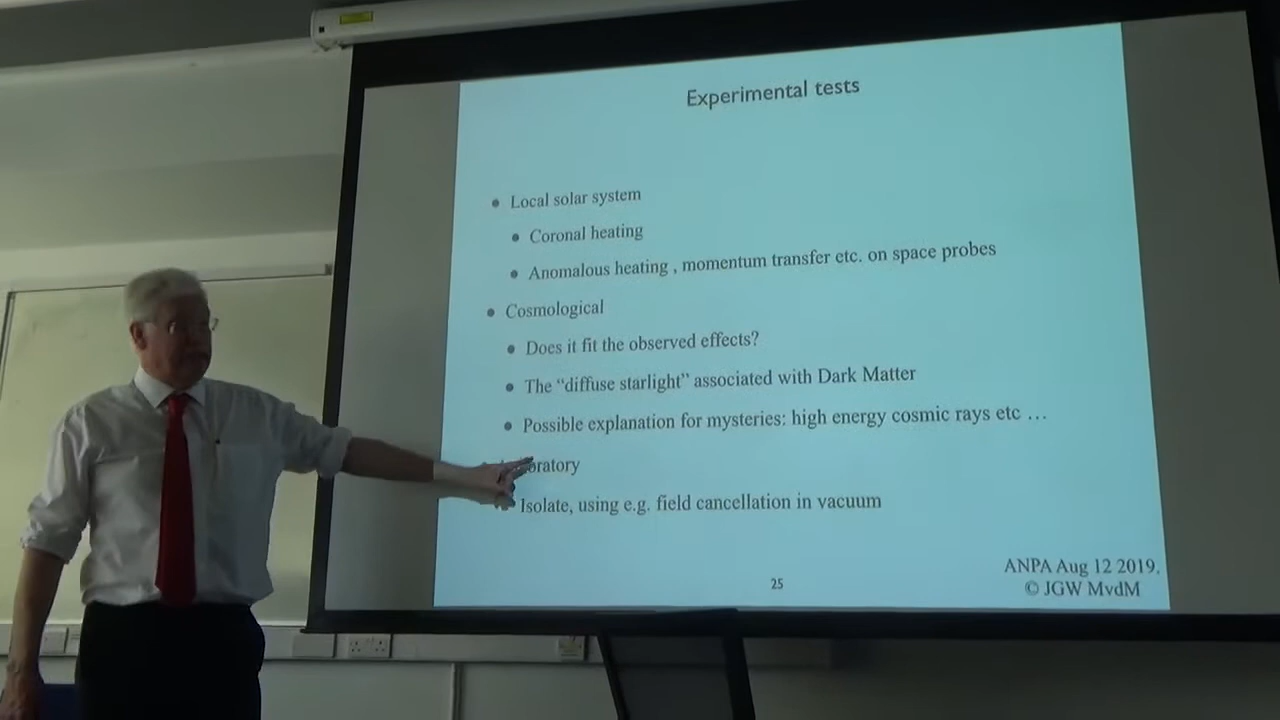 Experimental tests
• Local solar system
• Coronal heating
• Anomalous heating , momentum transfer etc. on space probes
• Cosmological
• Does it fit the observed effects?
• The “diffuse starlight” associated with Dark Matter
• Possible explanation for mysteries: high energy cosmic rays etc …
oratory
Isolate, using e.g. field cancellation in vacuum
ANPA Aug 12 2019.
25
© JGW MvdM